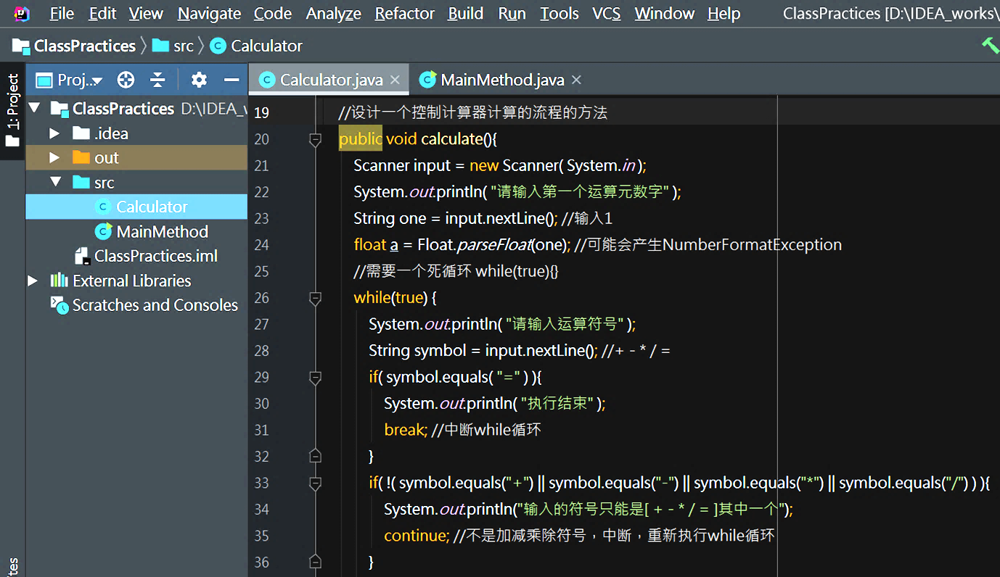 File Edit View Navigate Code Analyze Refactor Build Run Tools VCS Window Help ClassPractices [D:\IDEA_works\
ClassPractices src Calculator
1: Project
Proj...
Calculator.java MainMethod.java
ClassPractices D:\IDEA_
.idea
out
src
Calculator
MainMethod
ClassPractices.iml
External Libraries
Scratches and Consoles
19 //设计一个控制计算器计算的流程的方法
20 public void calculate(){
21 Scanner input = new Scanner( System.in );
22 System.out.println( "请输入第一个运算元数字" );
23 String one = input.nextLine(); //输入1
24 float a = Float.parseFloat(one); //可能会产生NumberFormatException
25 //需要一个死循环 while(true){}
26 while(true) {
27 System.out.println( "请输入运算符号" );
28 String symbol = input.nextLine(); //+ - * / =
29 if( symbol.equals( "=" ) ){
30 System.out.println( "执行结束" );
31 break; //中断while循环
32 }
33 if( !( symbol.equals("+") || symbol.equals("-") || symbol.equals("*") || symbol.equals("/") ) ){
34 System.out.println("输入的符号只能是[ + - * / = ]其中一个");
35 continue; //不是加减乘除符号，中断，重新执行while循环
36 }